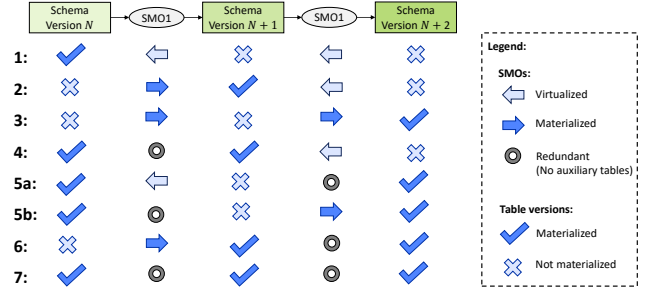 Schema
Version N
SMO1
Schema
Version N + 1
SMO1
Schema
Version N + 2
1:
2:
3:
4:
5a:
5b:
6:
7:
Legend:
SMOs:
Virtualized
Materialized
Redundant
(No auxiliary tables)
Table versions:
Materialized
Not materialized